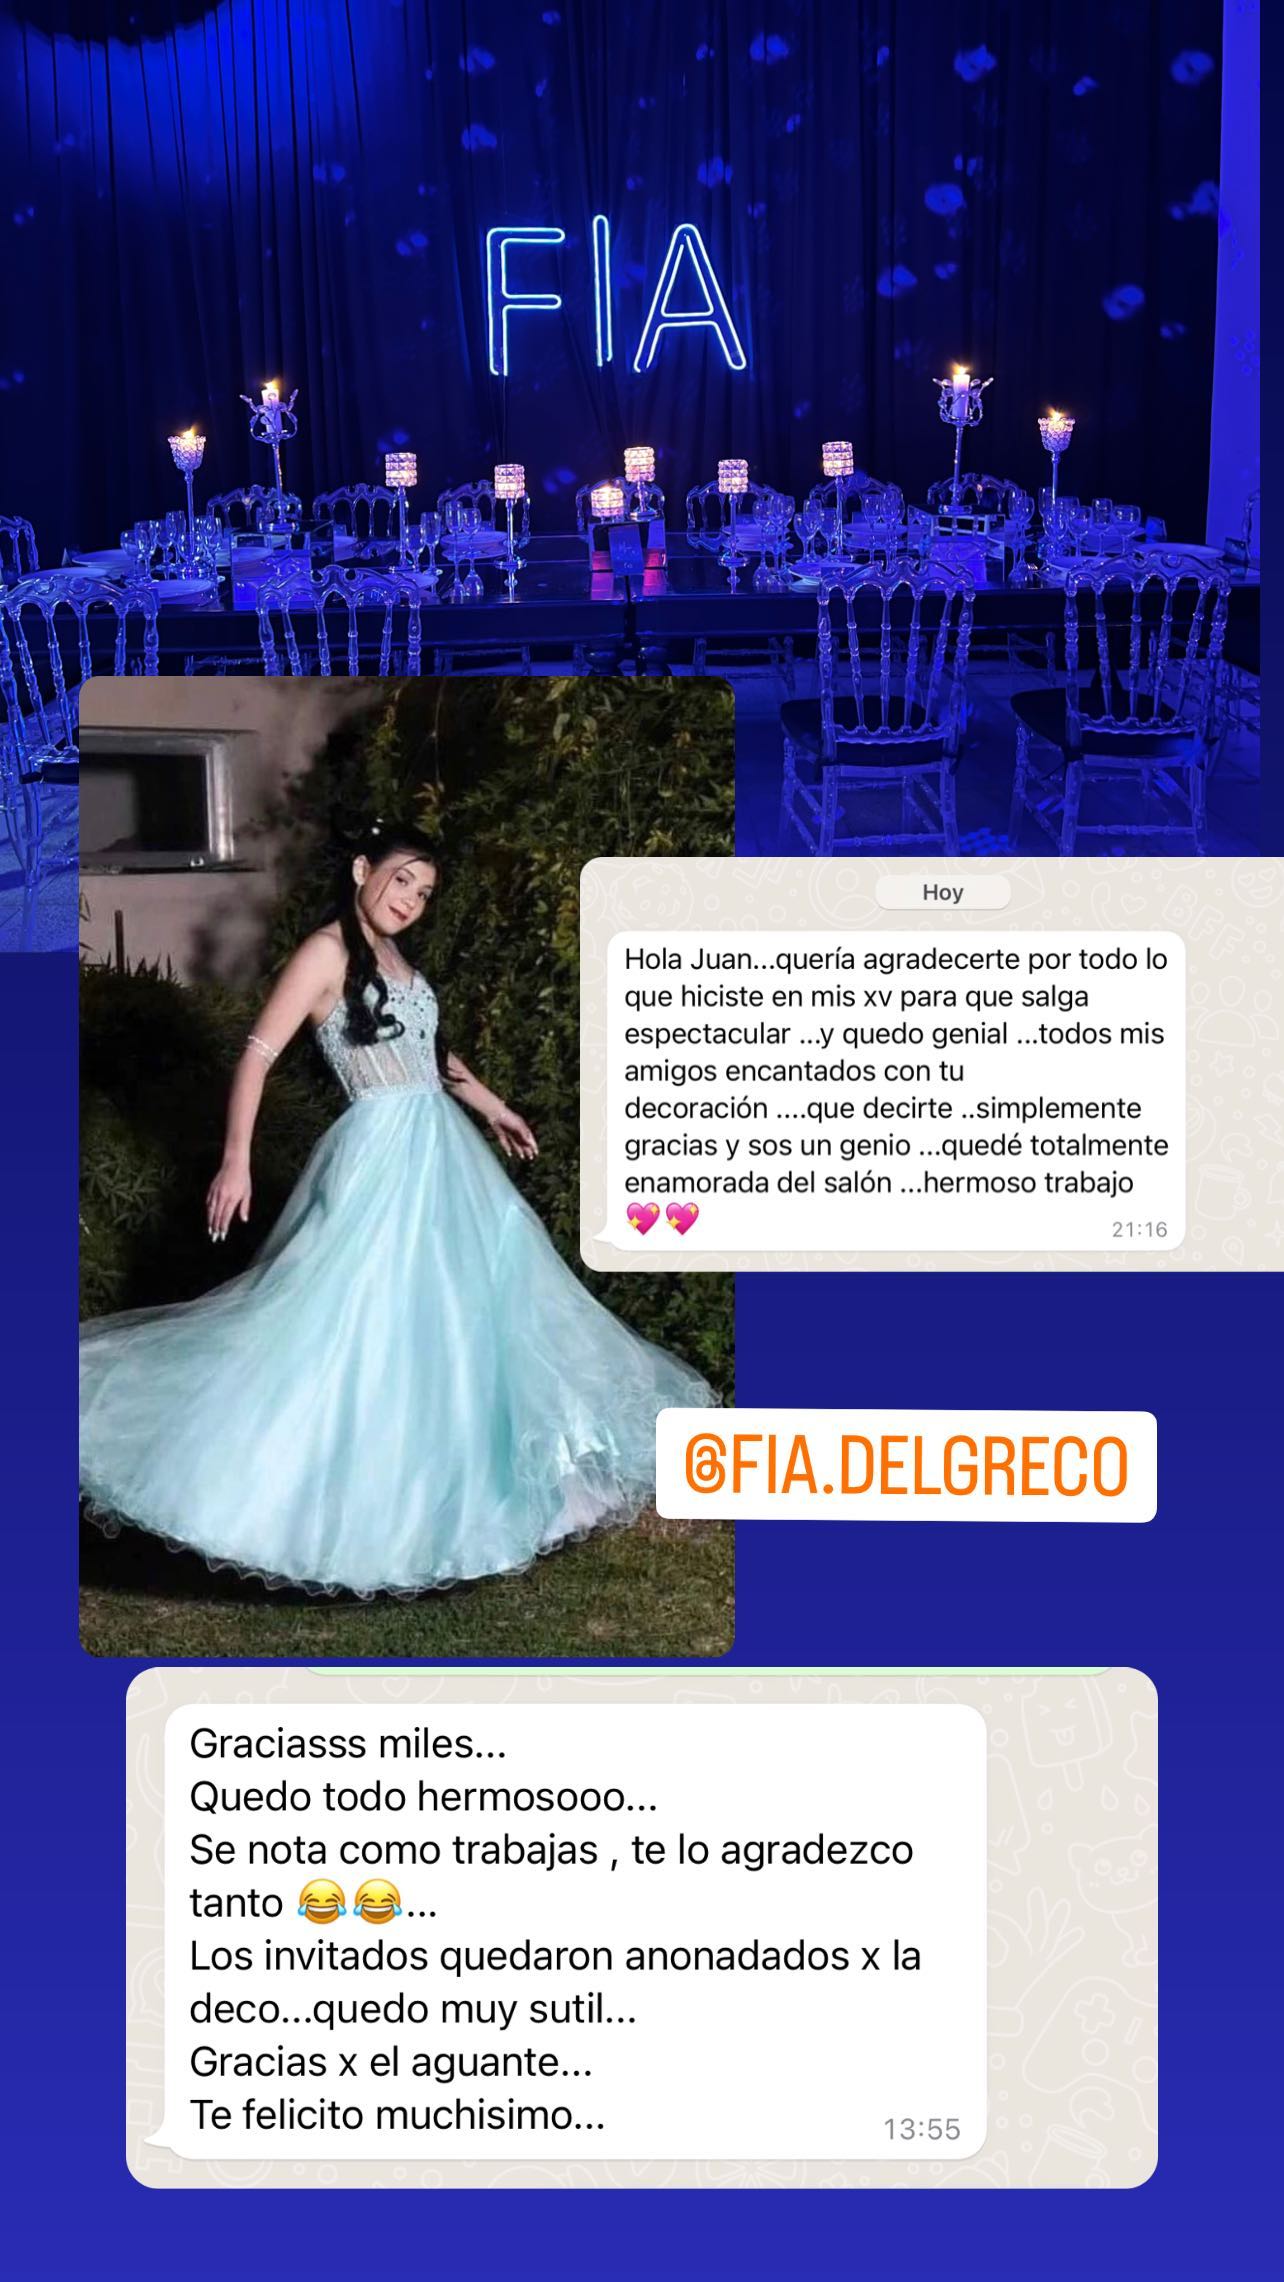 FIA
Hoy
Hola Juan...quería agradecerte por todo lo
que hiciste en mis xv para que salga
espectacular ...y quedo genial ...todos mis
amigos encantados con tu
decoración ....que decirte ..simplemente
gracias y sos un genio ...quedé totalmente
enamorada del salón ...hermoso trabajo
💖💖
21:16
@FIA.DELGRECO
Graciasss miles...
Quedo todo hermosooo...
Se nota como trabajas , te lo agradezco
tanto 😂😂...
Los invitados quedaron anonadados x la
deco...quedo muy sutil...
Gracias x el aguante...
Te felicito muchisimo...
13:55